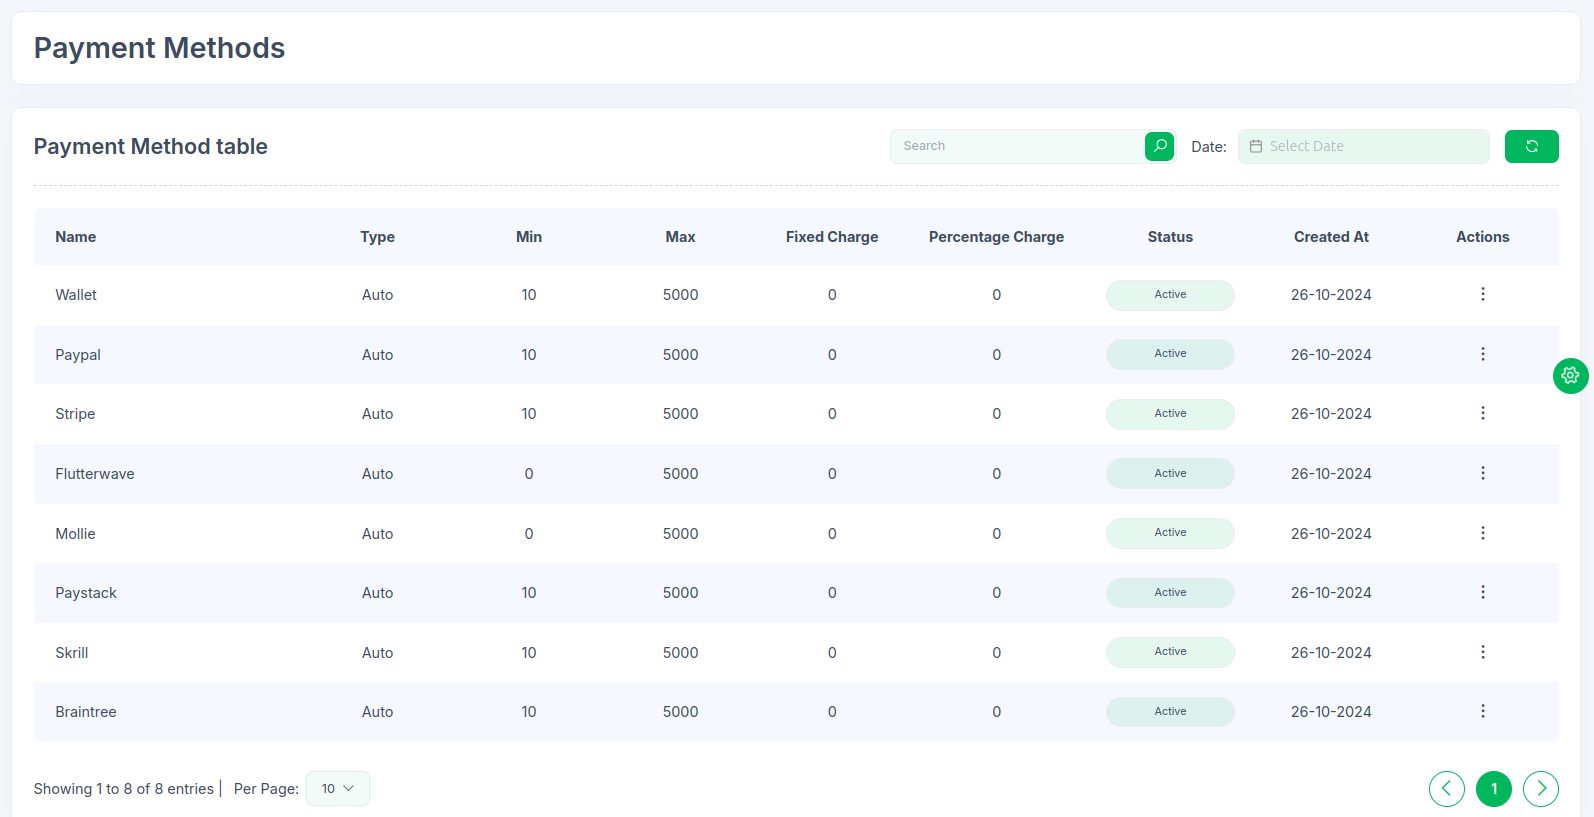 Payment Methods
Payment Method table
Search
Date:
Select Date
Name Type Min Max Fixed Charge Percentage Charge Status Created At Actions
Wallet Auto 10 5000 0 0 Active 26-10-2024
Paypal Auto 10 5000 0 0 Active 26-10-2024
Stripe Auto 10 5000 0 0 Active 26-10-2024
Flutterwave Auto 0 5000 0 0 Active 26-10-2024
Mollie Auto 0 5000 0 0 Active 26-10-2024
Paystack Auto 10 5000 0 0 Active 26-10-2024
Skrill Auto 10 5000 0 0 Active 26-10-2024
Braintree Auto 10 5000 0 0 Active 26-10-2024
Showing 1 to 8 of 8 entries | Per Page: 10
1